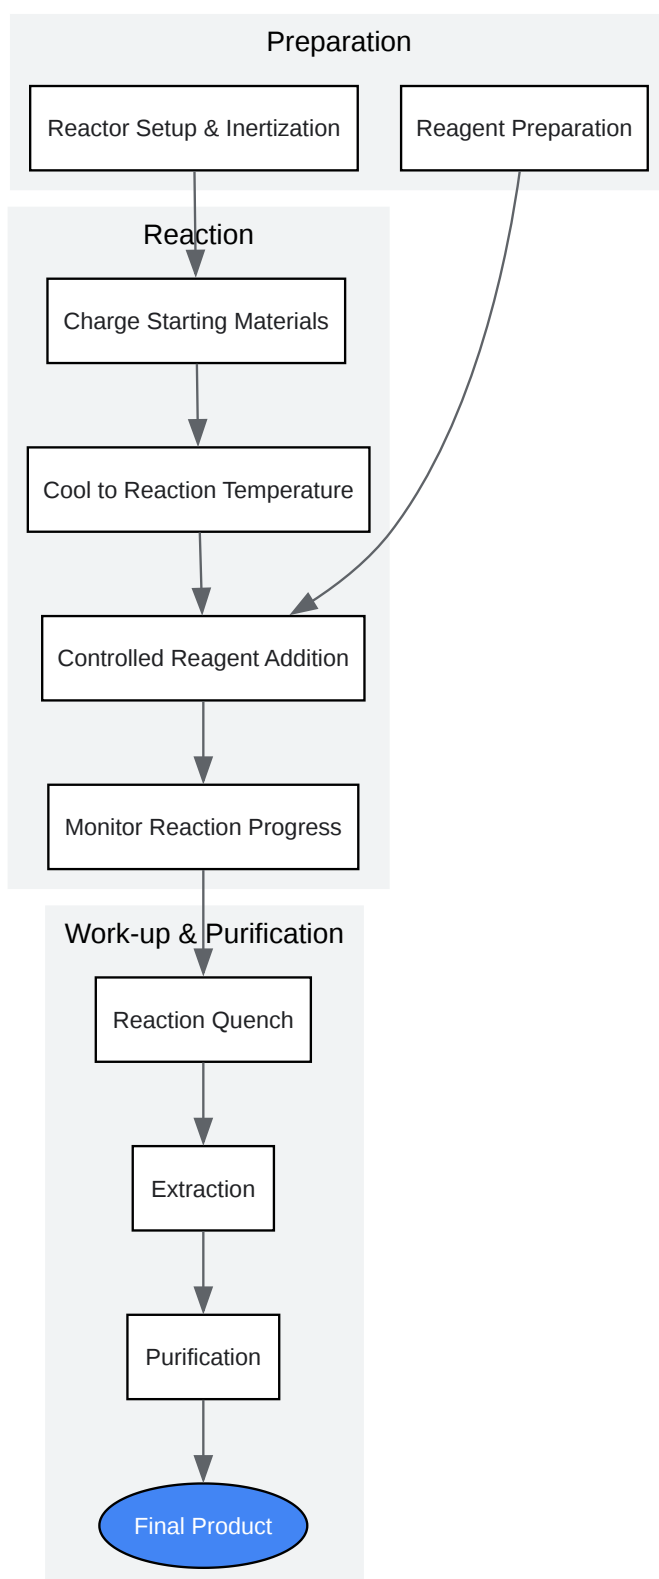 Preparation
Reactor Setup & Inertization
Reagent Preparation
Reaction
Charge Starting Materials
Cool to Reaction Temperature
Controlled Reagent Addition
Monitor Reaction Progress
Work-up & Purification
Reaction Quench
Extraction
Purification
Final Product